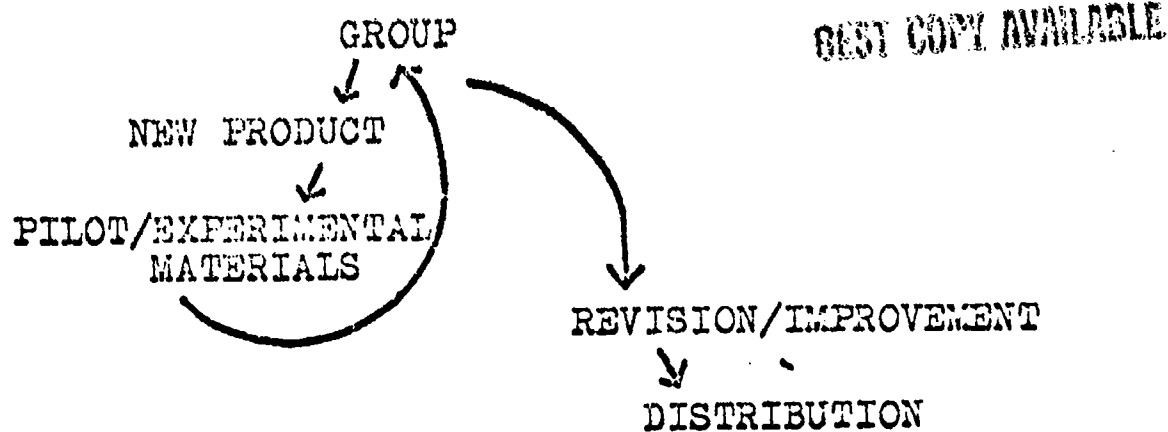 GROUP
BEST COPY AVAILABLE
NEW PRODUCT
PILOT/EXPERIMENTAL
MATERIALS
REVISION/IMPROVEMENT
DISTRIBUTION